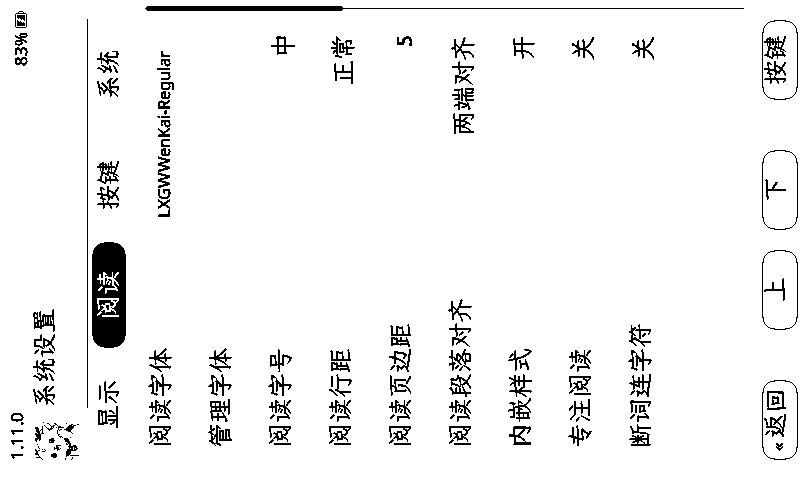 1.11.0 83%
系统设置
显示 阅读 按键 系统
阅读字体 LXGWWenKai-Regular
管理字体
阅读字号 中
阅读行距 正常
阅读页边距 5
阅读段落对齐 两端对齐
内嵌样式 开
专注阅读 关
断词连字符 关
«返回 上 下 按键